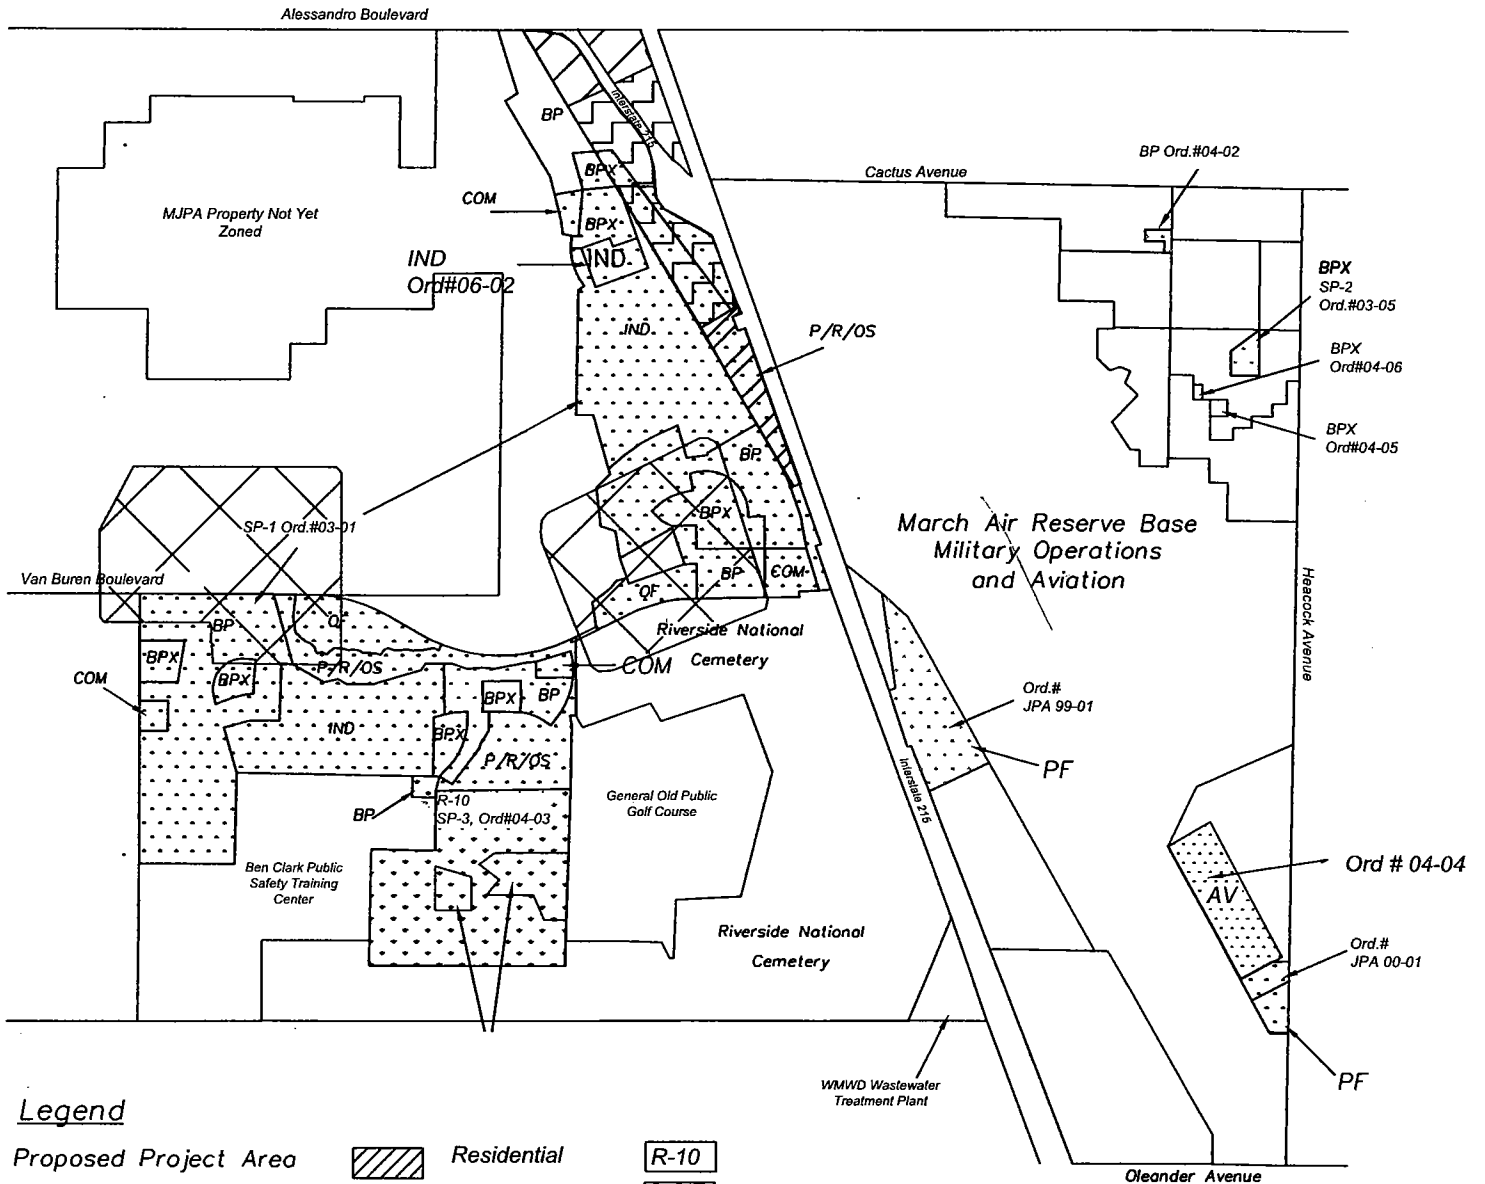 Alessandro Boulevard
Interstate 215
BP
BP Ord.#04-02
Cactus Avenue
BPX
COM
MJPA Property Not Yet
Zoned
BPX
IND
Ord#06-02
IND
BPX
SP-2
Ord.#03-05
IND
P/R/OS
BPX
Ord#04-06
BPX
Ord#04-05
BP
SP-1 Ord.#03-01
BPX
March Air Reserve Base
Military Operations
and Aviation
Van Buren Boulevard
BP
COM
OF
Heacock Avenue
BP
OF
Riverside National
Cemetery
BPX
P/R/OS
COM
COM
BPX
BPX
BP
Ord.#
JPA 99-01
IND
BPX
P/R/OS
PF
Interstate 215
BP
R-10
SP-3, Ord#04-03
General Old Public
Golf Course
Ben Clark Public
Safety Training
Center
Ord # 04-04
AV
Riverside National
Cemetery
Ord.#
JPA 00-01
PF
WMWD Wastewater
Treatment Plant
Legend
Proposed Project Area
Residential
R-10
Oleander Avenue